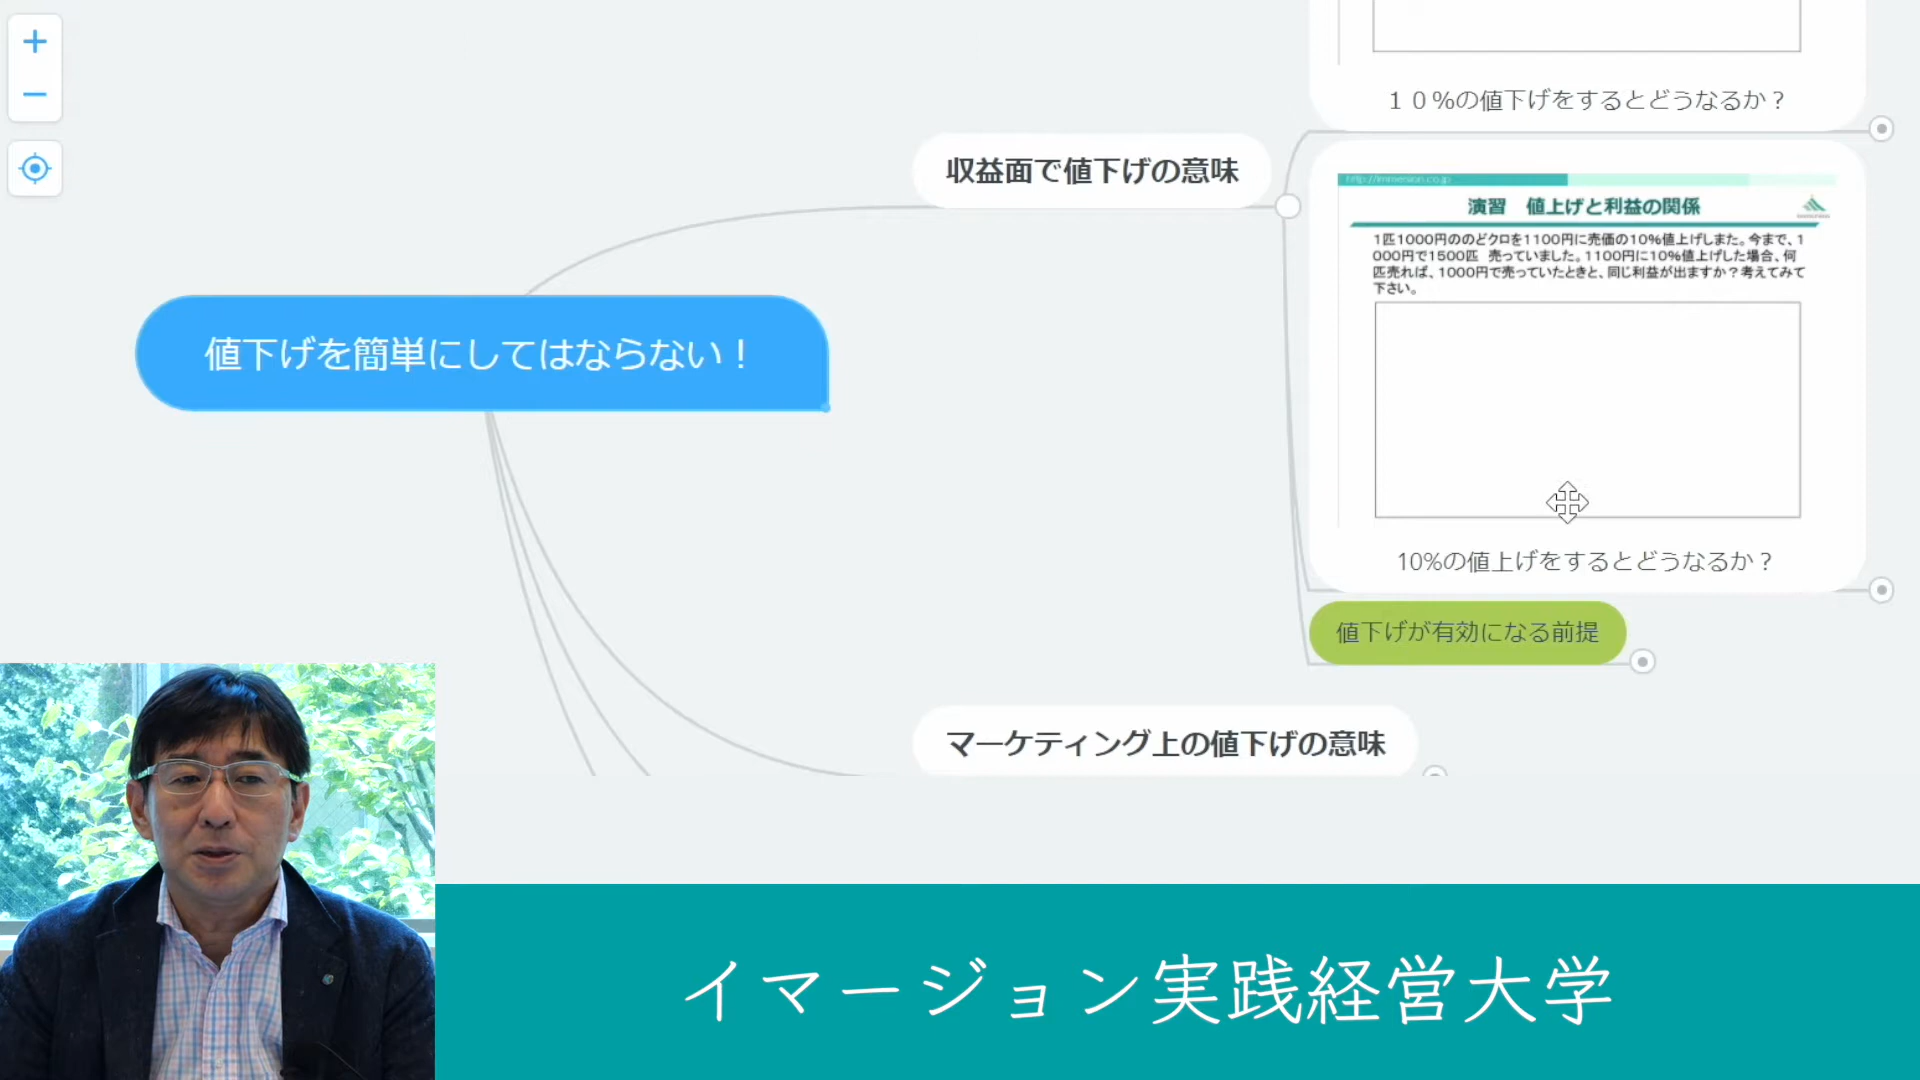 １０%の値下げをするとどうなるか？
収益面で値下げの意味
http://immersion.co.jp
演習　値上げと利益の関係
1匹1000円ののどクロを1100円に売価の10%値上げしまた。今まで、1
000円で1500匹　売っていました。1100円に10%値上げした場合、何
匹売れば、1000円で売っていたときと、同じ利益が出ますか？考えてみて
下さい。
値下げを簡単にしてはならない！
10%の値上げをするとどうなるか？
値下げが有効になる前提
マーケティング上の値下げの意味
イマージョン実践経営大学